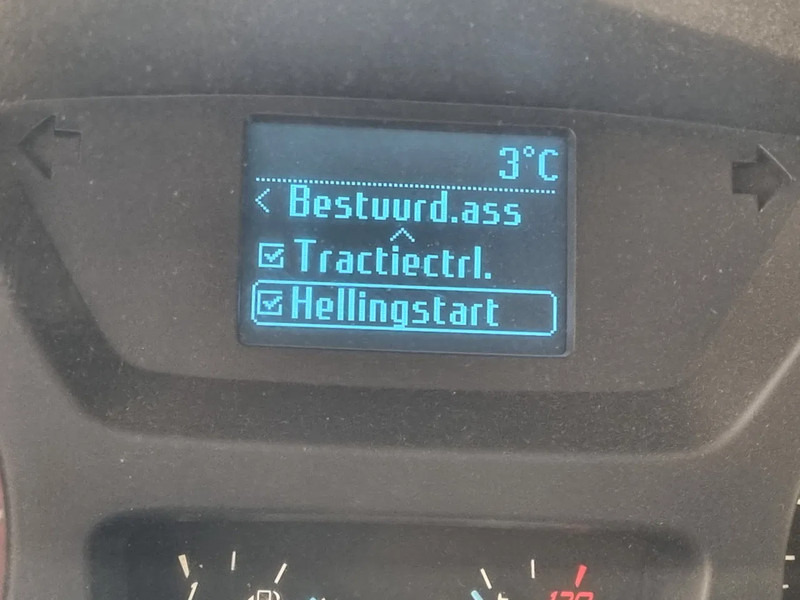 3°C
< Bestuurd.ass
Tractiectrl.
Hellingstart